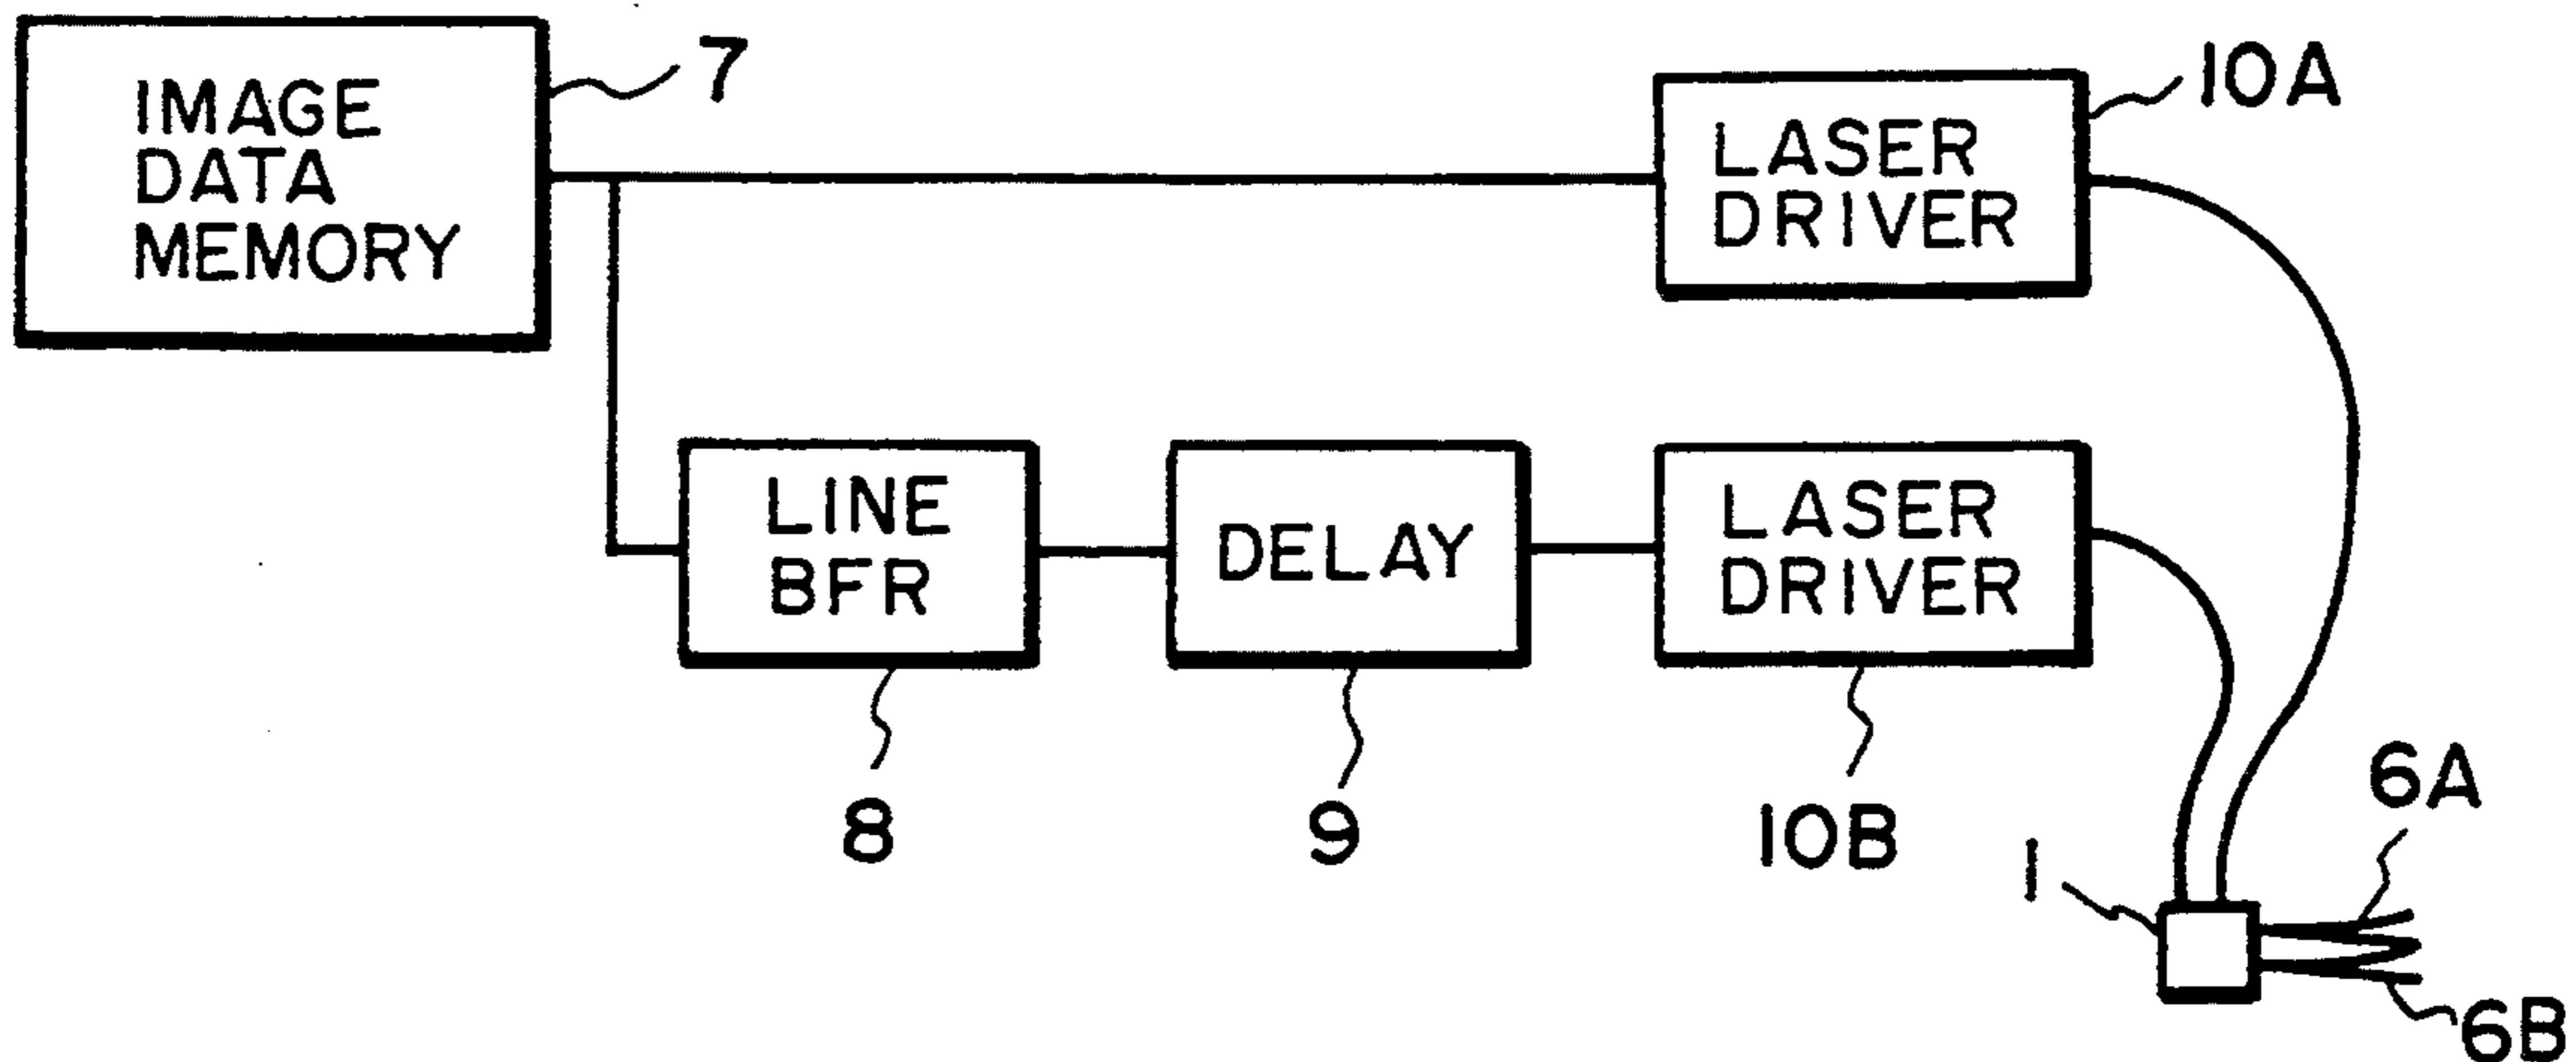 IMAGE
DATA
MEMORY
7
LASER
DRIVER
10A
LINE
BFR
8
DELAY
9
LASER
DRIVER
10B
1
6A
6B